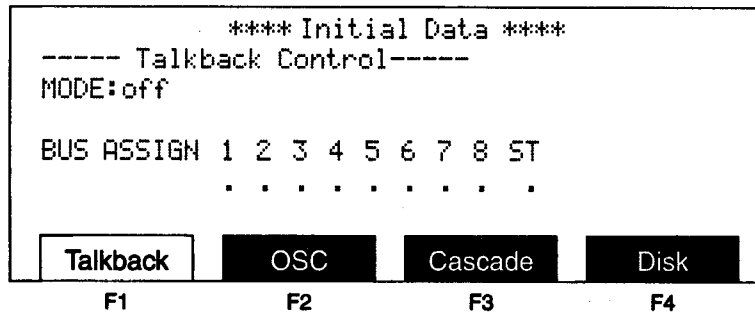 **** Initial Data ****
----- Talkback Control-----
MODE:off
BUS ASSIGN 1 2 3 4 5 6 7 8 ST
. . . . . . . . .
Talkback OSC Cascade Disk
F1 F2 F3 F4